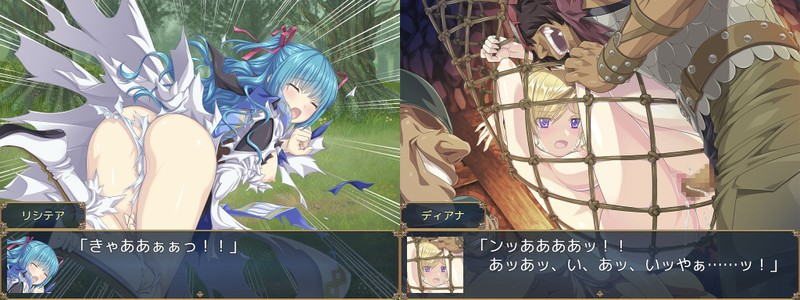 リシテア
「きゃああぁぁっ！！」
ディアナ
「ンッああああッ！！
あッあッ、い、あッ、いッやぁ……ッ！」